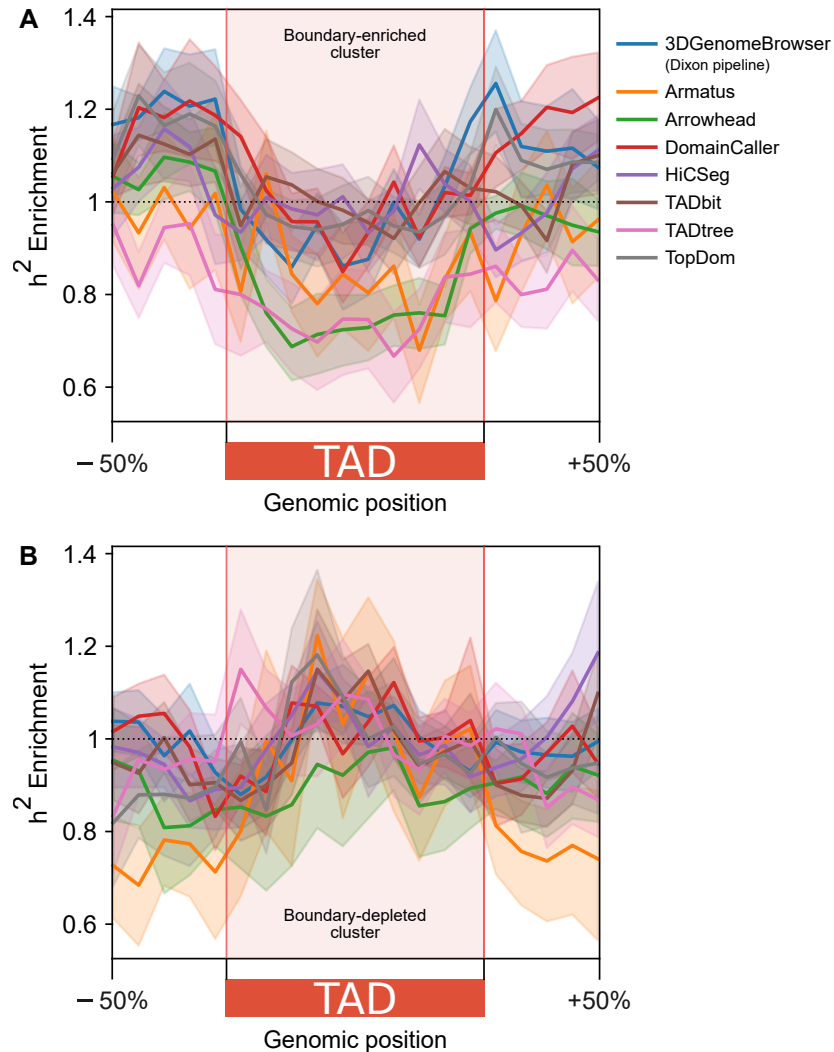 A
1.4
1.2
1
0.8
0.6
h2 Enrichment
Boundary-enriched
cluster
3DGenomeBrowser
(Dixon pipeline)
Armatus
Arrowhead
DomainCaller
HiCSeg
TADbit
TADtree
TopDom
−50%
TAD
+50%
Genomic position
B
1.4
1.2
1
0.8
0.6
h2 Enrichment
Boundary-depleted
cluster
−50%
TAD
+50%
Genomic position